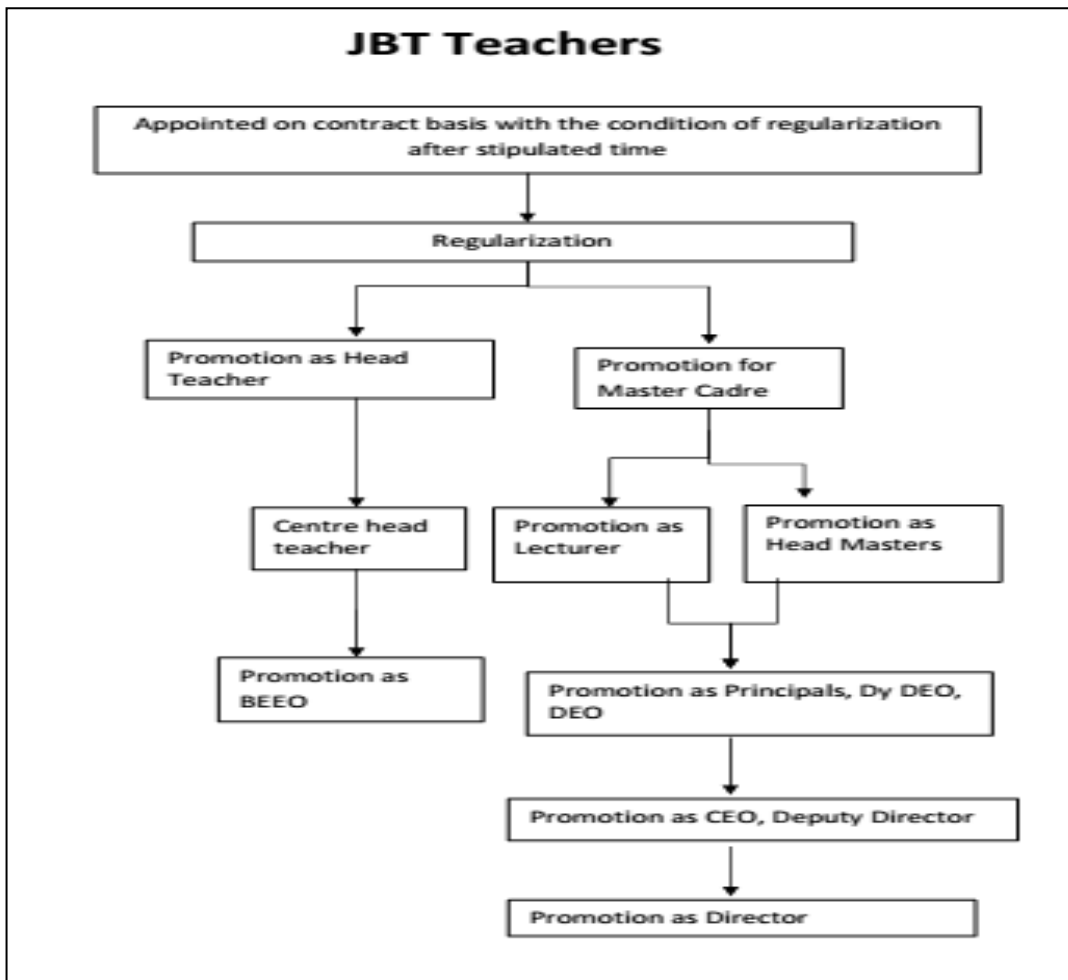 JBT Teachers
Appointed on contract basis with the condition of regularization
after stipulated time
Regularization
Promotion as Head
Teacher
Promotion for
Master Cadre
Centre head
teacher
Promotion as
Lecturer
Promotion as
Head Masters
Promotion as
BEEO
Promotion as Principals, Dy DEO,
DEO
Promotion as CEO, Deputy Director
Promotion as Director